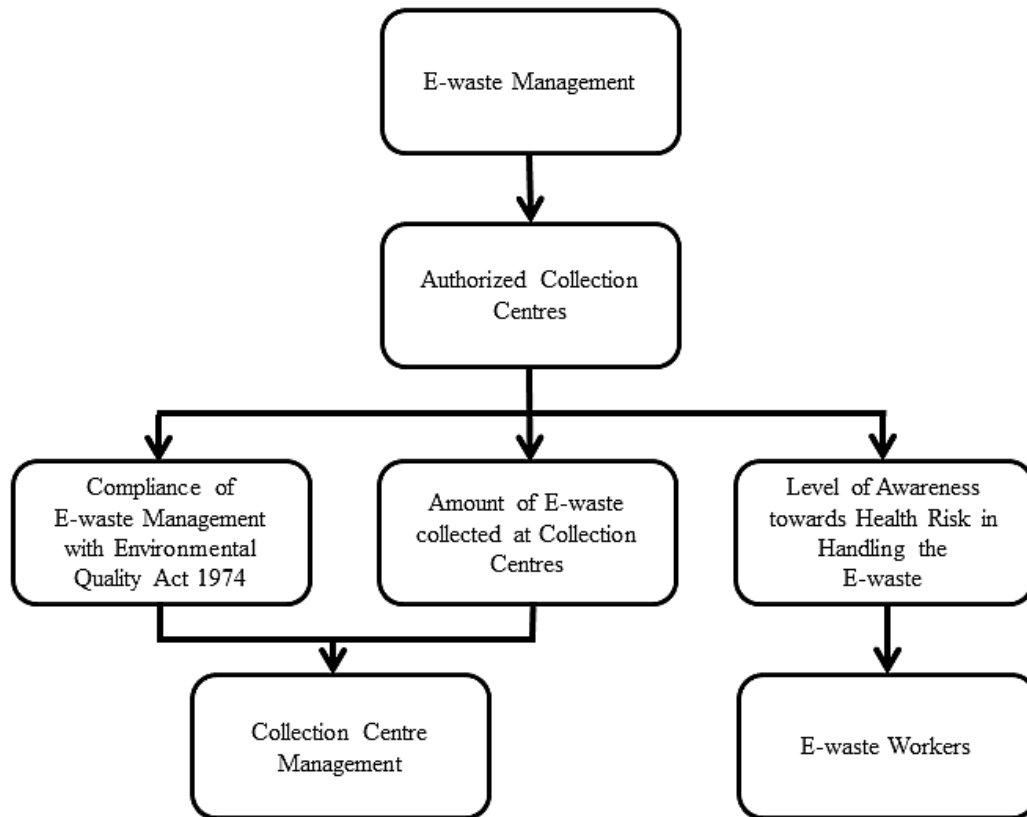 E-waste Management
Authorized Collection
Centres
Compliance of
E-waste Management
with Environmental
Quality Act 1974
Amount of E-waste
collected at Collection
Centres
Level of Awareness
towards Health Risk in
Handling the
E-waste
Collection Centre
Management
E-waste Workers